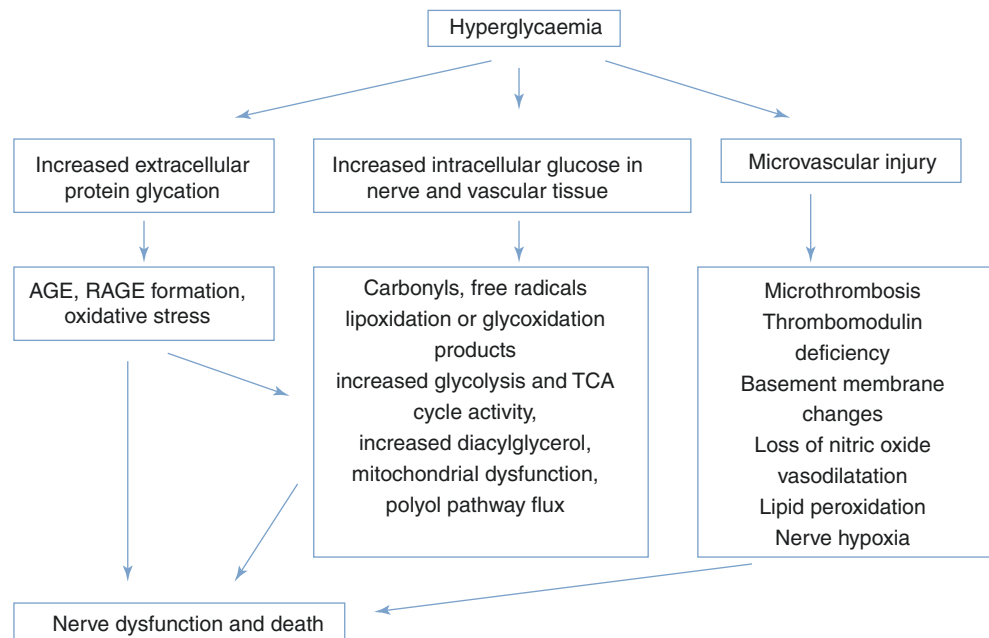 Hyperglycaemia
Increased extracellular
protein glycation
Increased intracellular glucose in
nerve and vascular tissue
Microvascular injury
AGE, RAGE formation,
oxidative stress
Carbonyls, free radicals
lipoxidation or glycoxidation
products
increased glycolysis and TCA
cycle activity,
increased diacylglycerol,
mitochondrial dysfunction,
polyol pathway flux
Microthrombosis
Thrombomodulin
deficiency
Basement membrane
changes
Loss of nitric oxide
vasodilatation
Lipid peroxidation
Nerve hypoxia
Nerve dysfunction and death